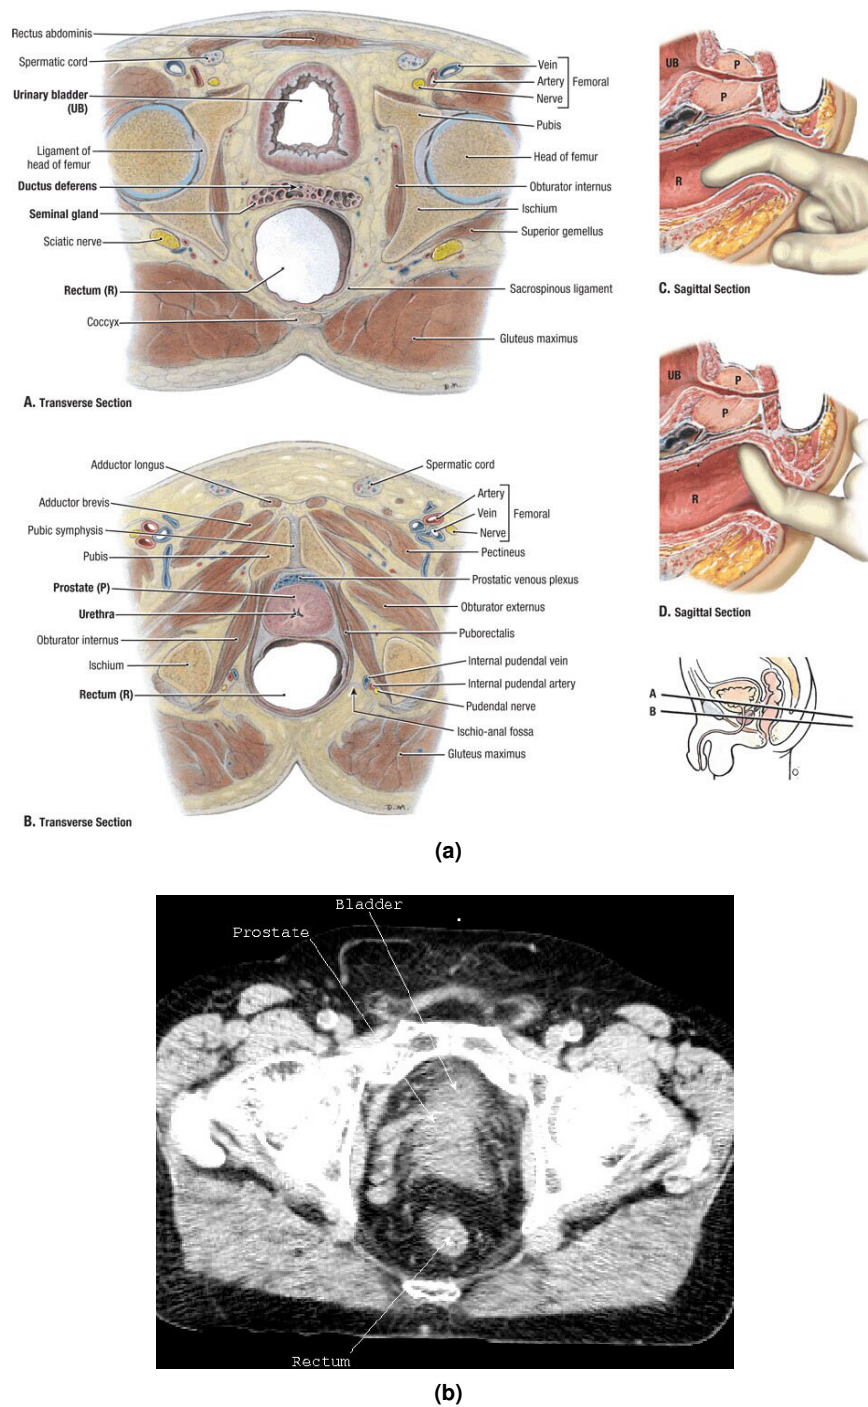 Rectus abdominis
Spermatic cord
Urinary bladder
(UB)
Ligament of
head of femur
Ductus deferens
Seminal gland
Sciatic nerve
Rectum (R)
Coccyx
Vein
Artery
Nerve
Femoral
Pubis
Head of femur
Obturator internus
Ischium
Superior gemellus
Sacrospinous ligament
Gluteus maximus
D.M.
A. Transverse Section
UB
P
P
R
C. Sagittal Section
UB
P
P
R
D. Sagittal Section
Adductor longus
Adductor brevis
Pubic symphysis
Pubis
Prostate (P)
Urethra
Obturator internus
Ischium
Rectum (R)
Spermatic cord
Artery
Vein
Nerve
Femoral
Pectineus
Prostatic venous plexus
Obturator externus
Puborectalis
Internal pudendal vein
Internal pudendal artery
Pudendal nerve
Ischio-anal fossa
Gluteus maximus
D.M.
B. Transverse Section
A
B
(a)
Bladder
Prostate
Rectum
(b)